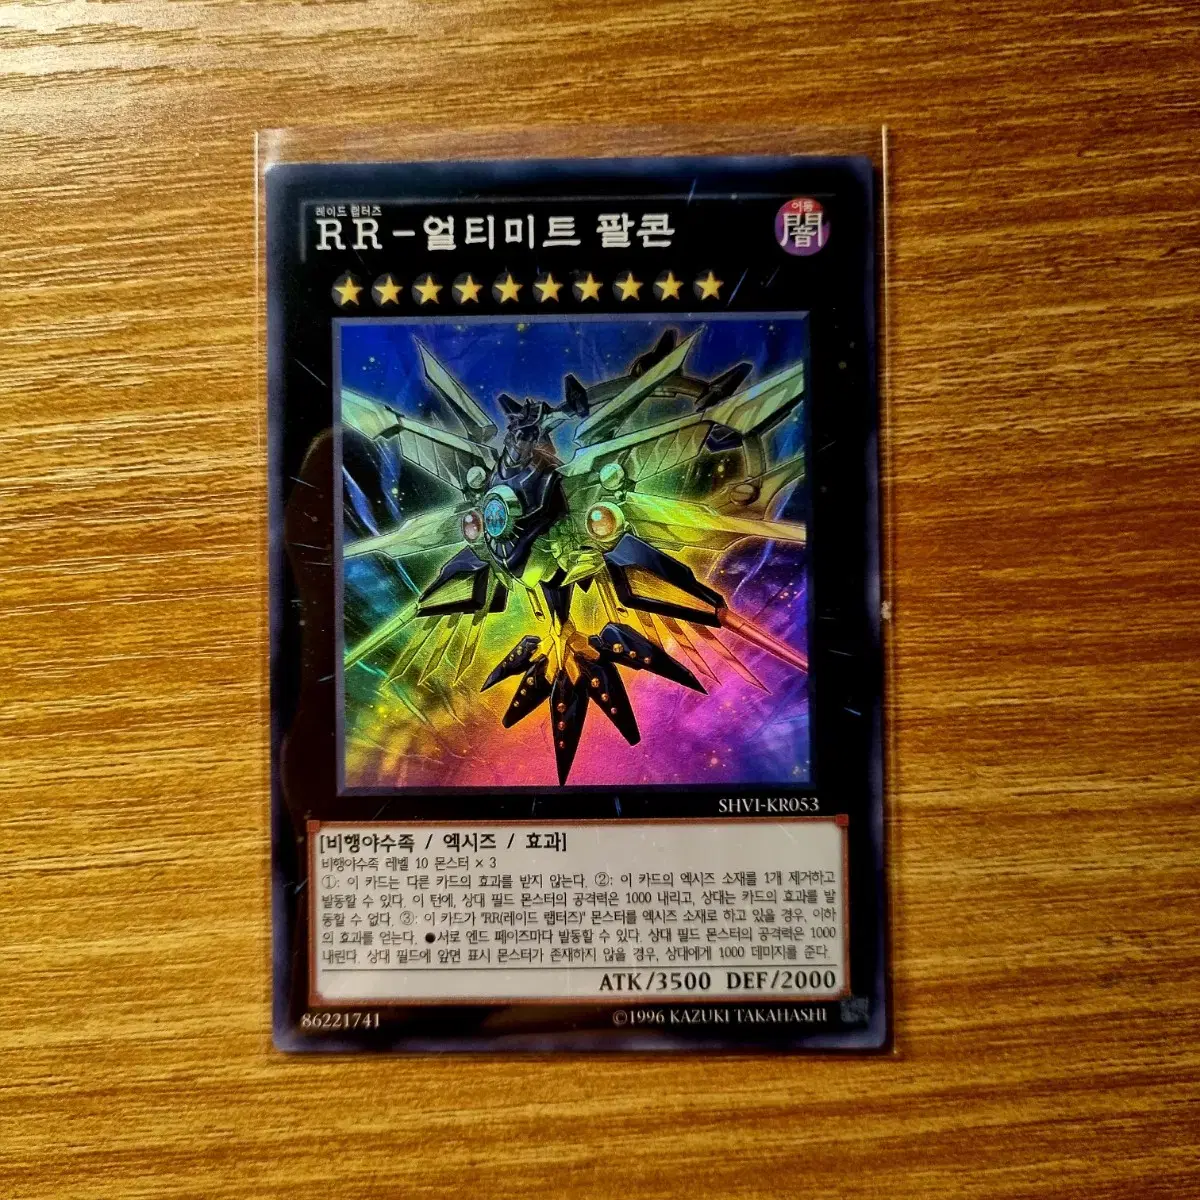 레이드 랩터즈
RR-얼티미트 팔콘
어둠
闇
SHVI-KR053
[비행야수족 / 엑시즈 / 효과]
비행야수족 레벨 10 몬스터 × 3
①: 이 카드는 다른 카드의 효과를 받지 않는다. ②: 이 카드의 엑시즈 소재를 1개 제거하고
발동할 수 있다. 이 턴에, 상대 필드 몬스터의 공격력은 1000 내리고, 상대는 카드의 효과를 발
동할 수 없다. ③: 이 카드가 "RR(레이드 랩터즈)" 몬스터를 엑시즈 소재로 하고 있을 경우, 이하
의 효과를 얻는다. ●서로 엔드 페이즈마다 발동할 수 있다. 상대 필드 몬스터의 공격력은 1000
내린다. 상대 필드에 앞면 표시 몬스터가 존재하지 않을 경우, 상대에게 1000 데미지를 준다.
ATK/3500 DEF/2000
86221741
©1996 KAZUKI TAKAHASHI